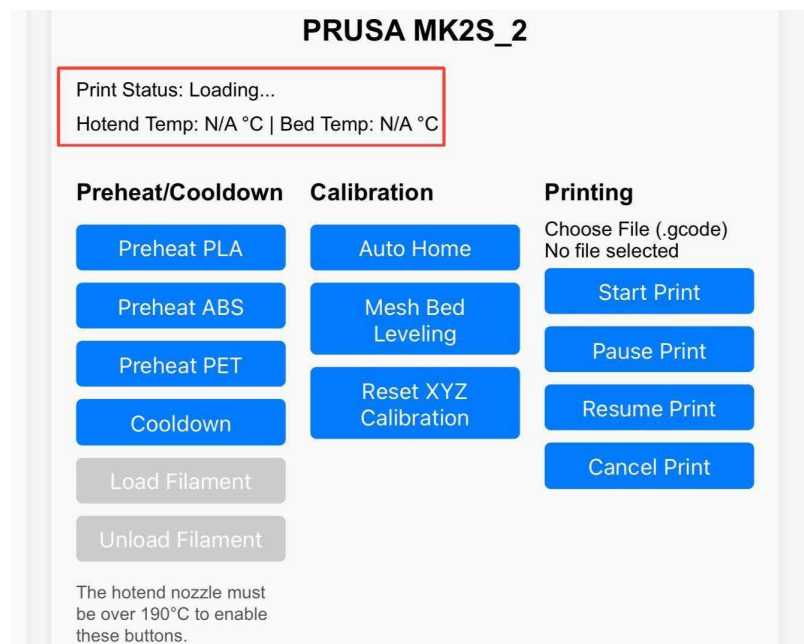 PRUSA MK2S_2
Print Status: Loading...
Hotend Temp: N/A °C | Bed Temp: N/A °C
Preheat/Cooldown
Preheat PLA
Preheat ABS
Preheat PET
Cooldown
Load Filament
Unload Filament
The hotend nozzle must
be over 190°C to enable
these buttons.
Calibration
Auto Home
Mesh Bed
Leveling
Reset XYZ
Calibration
Printing
Choose File (.gcode)
No file selected
Start Print
Pause Print
Resume Print
Cancel Print